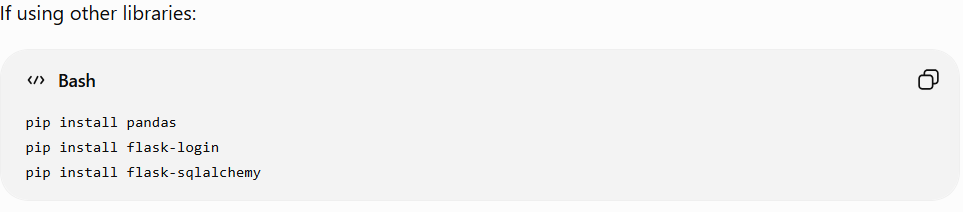 If using other libraries:
Bash
pip install pandas
pip install flask-login
pip install flask-sqlalchemy